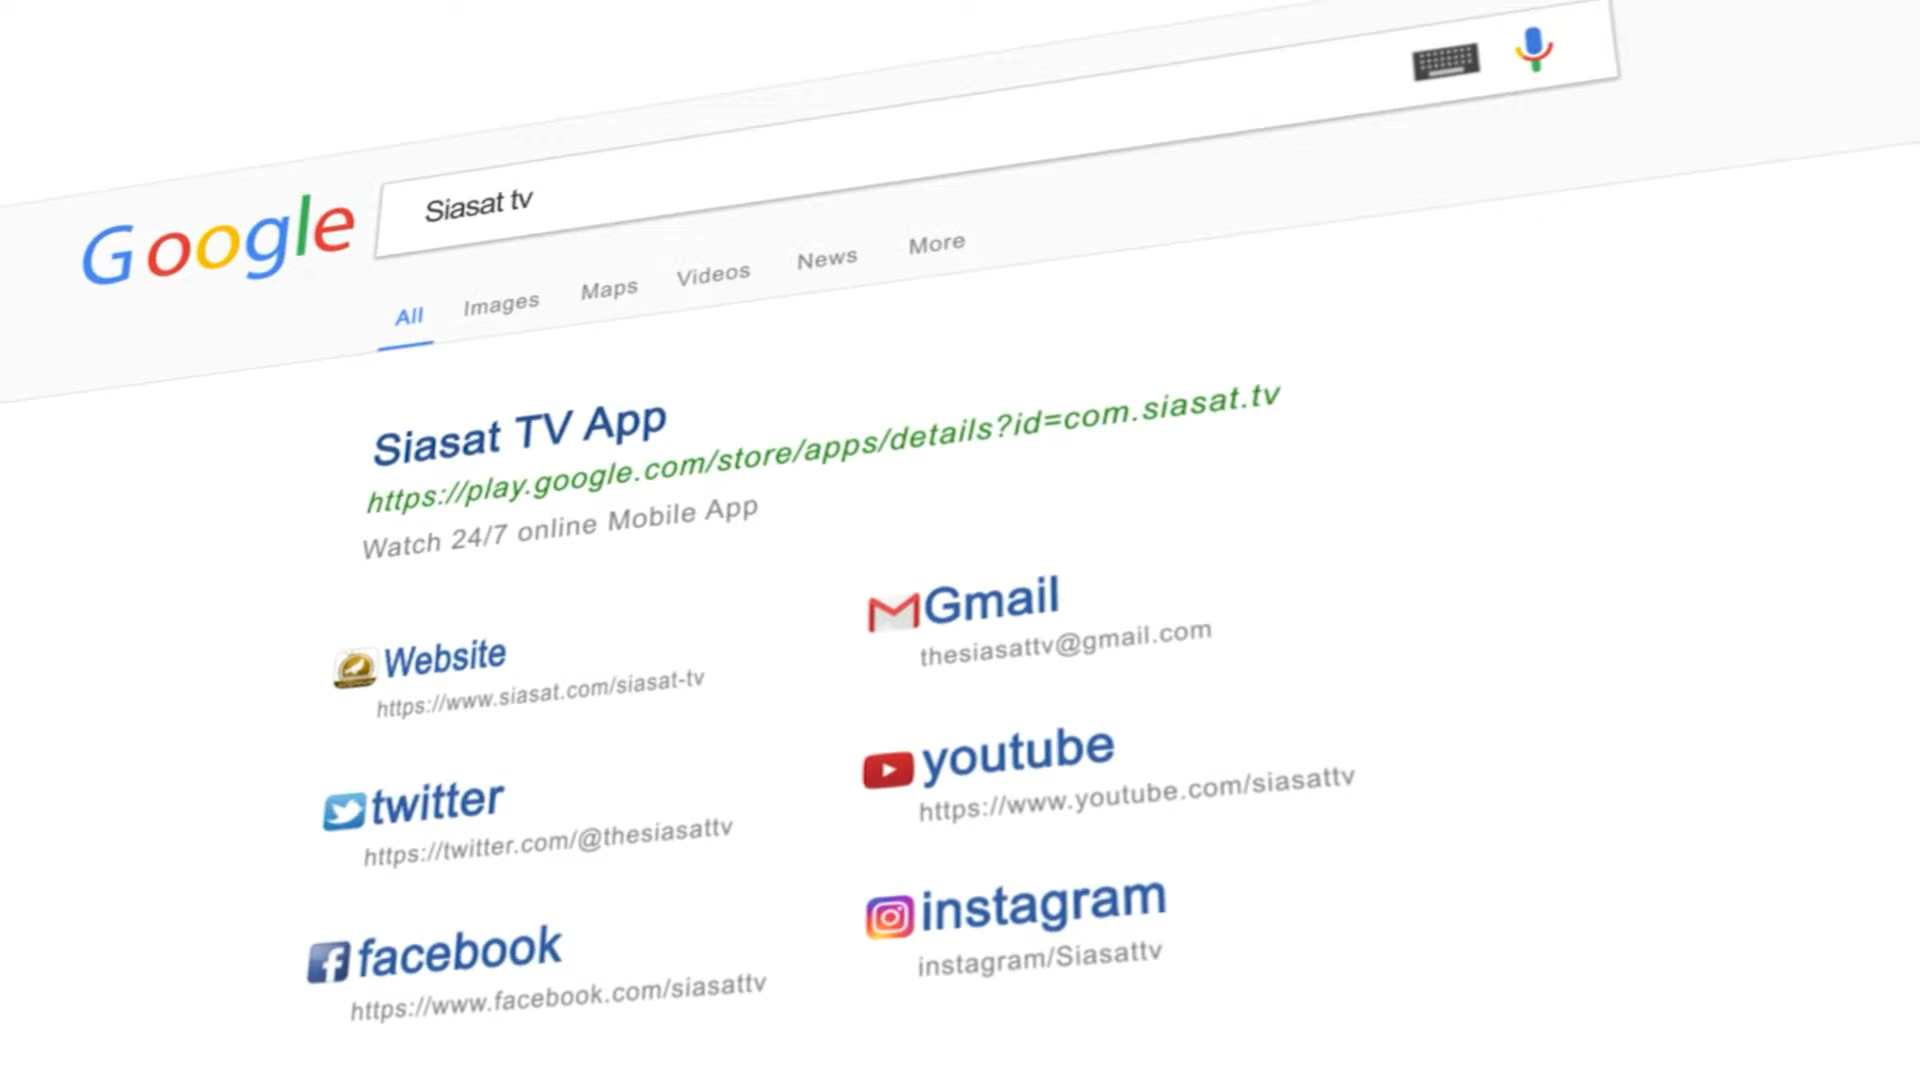 Google
Siasat tv
All Images Maps Videos News More
Siasat TV App
https://play.google.com/store/apps/details?id=com.siasat.tv
Watch 24/7 online Mobile App
Website
https://www.siasat.com/siasat-tv
Gmail
thesiasattv@gmail.com
twitter
https://twitter.com/@thesiasattv
youtube
https://www.youtube.com/siasattv
facebook
https://www.facebook.com/siasattv
instagram
instagram/Siasattv